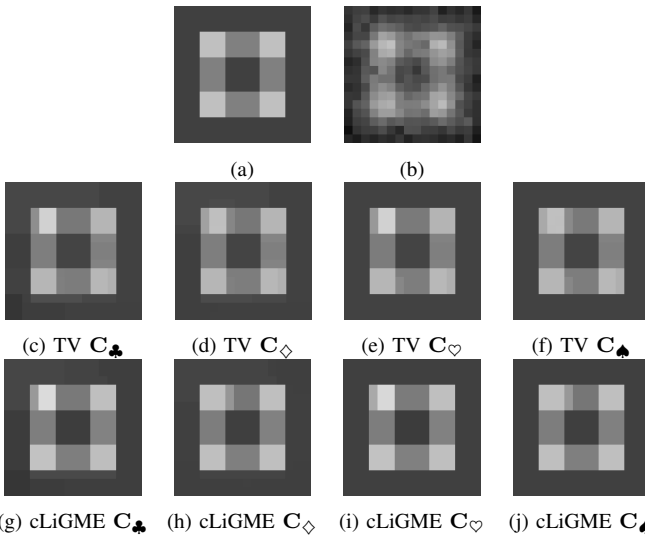 (a) (b)
(c) TV C♣ (d) TV C♢ (e) TV C♡ (f) TV C♠
(g) cLiGME C♣ (h) cLiGME C♢ (i) cLiGME C♡ (j) cLiGME C♠